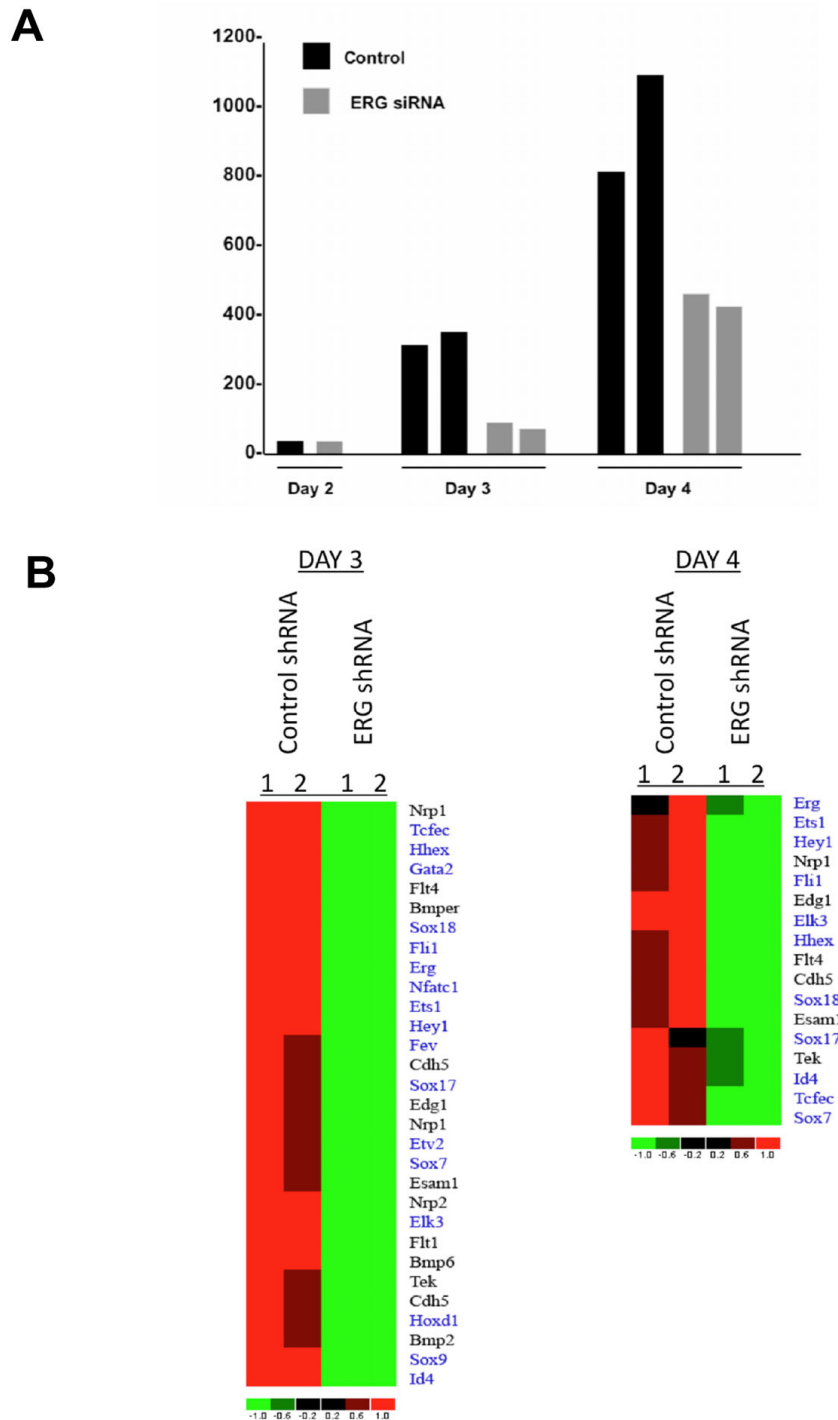 A
1200-
1000-
800-
600-
400-
200-
0-
Control
ERG siRNA
Day 2 Day 3 Day 4
B
DAY 3
Control shRNA
ERG shRNA
1 2 1 2
Nrp1
Tcfec
Hhex
Gata2
Flt4
Bmper
Sox18
Fli1
Erg
Nfatc1
Ets1
Hey1
Fev
Cdh5
Sox17
Edg1
Nrp1
Etv2
Sox7
Esam1
Nrp2
Elk3
Flt1
Bmp6
Tek
Cdh5
Hoxd1
Bmp2
Sox9
Id4
-1.0 -0.6 -0.2 0.2 0.6 1.0
DAY 4
Control shRNA
ERG shRNA
1 2 1 2
Erg
Ets1
Hey1
Nrp1
Fli1
Edg1
Elk3
Hhex
Flt4
Cdh5
Sox18
Esam1
Sox17
Tek
Id4
Tcfec
Sox7
-1.0 -0.6 -0.2 0.2 0.6 1.0